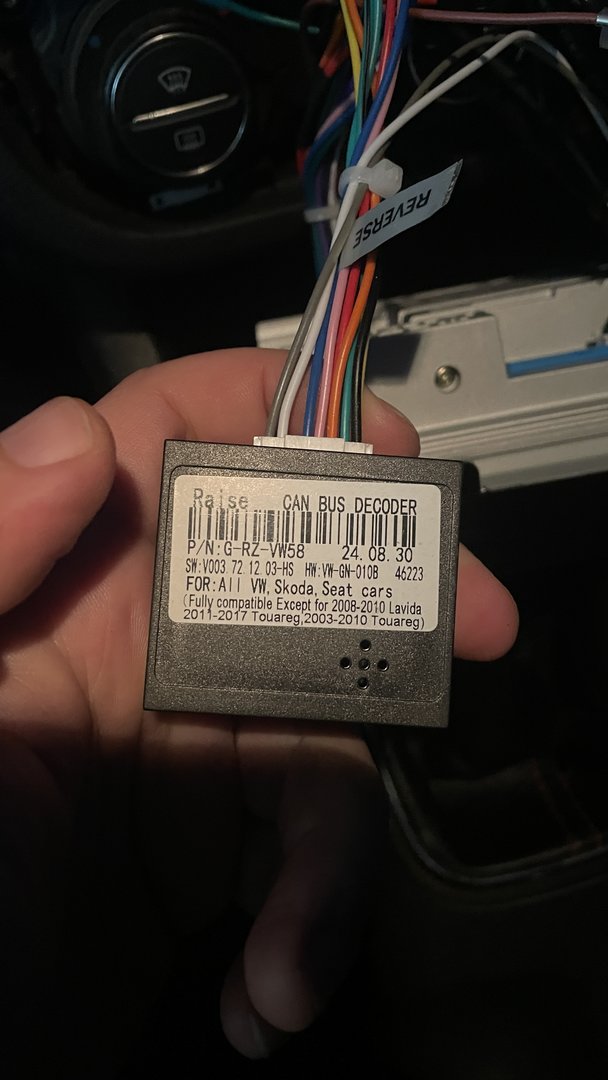 REVERSE
Raise CAN BUS DECODER
P/N:G-RZ-VW58 24.08.30
SW:V003 72 12 03-HS HW:VW-GN-010B 46223
FOR:All VW,Skoda,Seat cars
(Fully compatible Except for 2008-2010 Lavida
2011-2017 Touareg,2003-2010 Touareg)